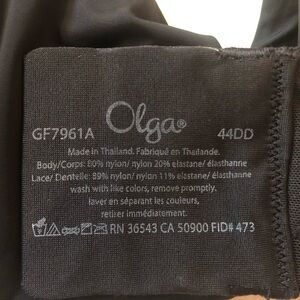 Olga®
GF7961A 44DD
Made in Thailand. Fabriqué en Thaïlande.
Body/Corps: 80% nylon/ nylon 20% elastane/ élasthanne
Lace/ Dentelle: 89% nylon/ nylon 11% elastane/ élasthanne
wash with like colors, remove promptly.
laver en séparant les couleurs,
retirer immédiatement.
RN 36543 CA 50900 FID# 473